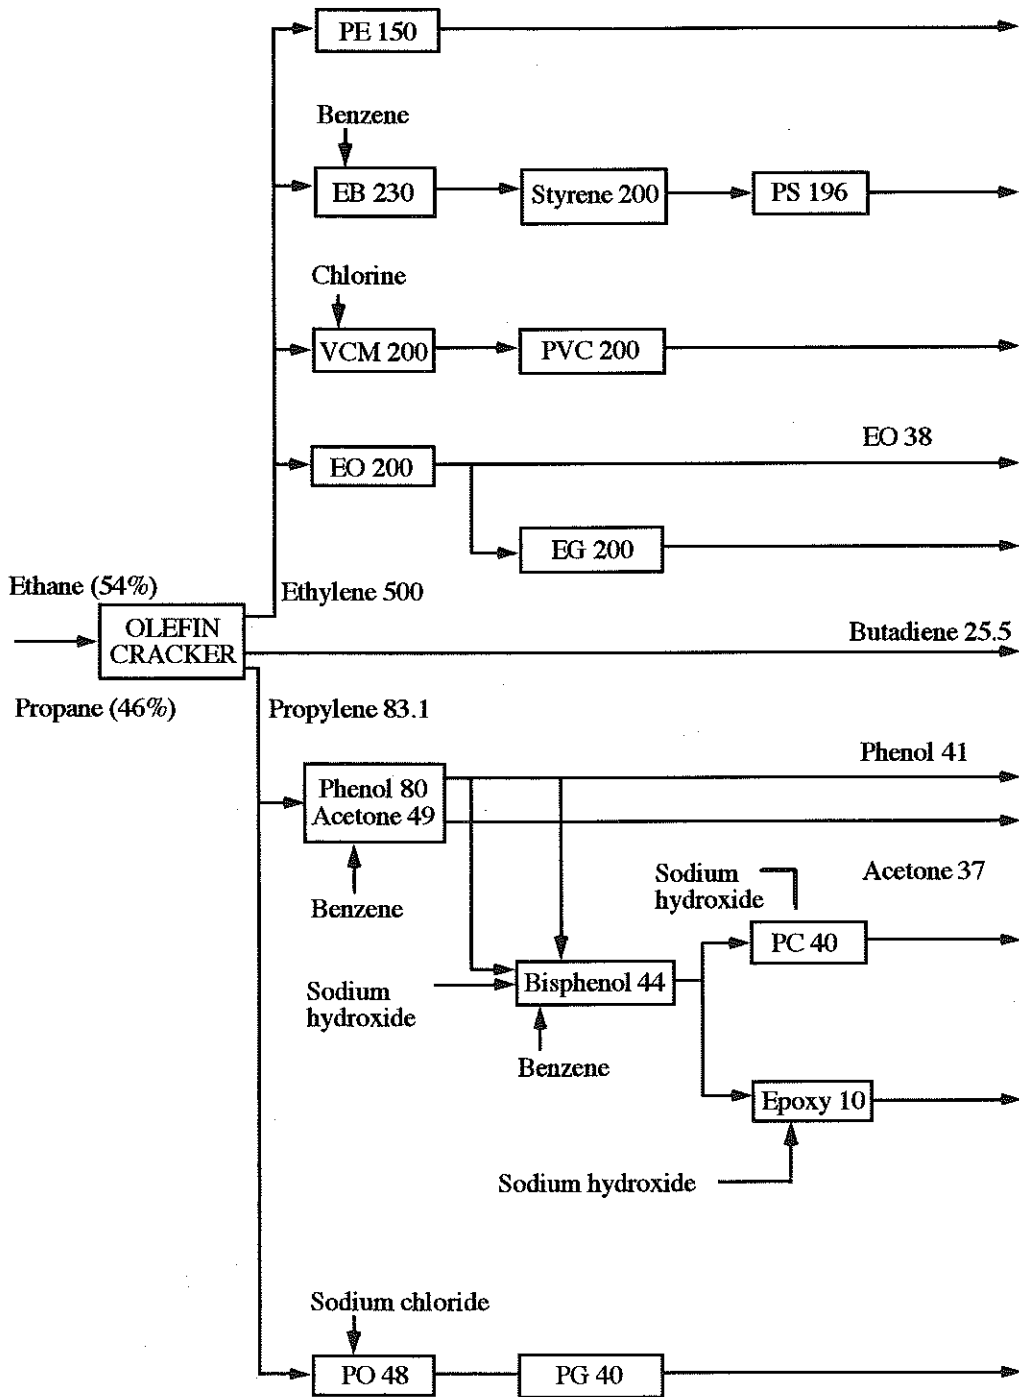 PE 150
Benzene
EB 230
Styrene 200
PS 196
Chlorine
VCM 200
PVC 200
EO 38
EO 200
EG 200
Ethane (54%)
Ethylene 500
OLEFIN
CRACKER
Butadiene 25.5
Propane (46%)
Propylene 83.1
Phenol 41
Phenol 80
Acetone 49
Sodium
hydroxide
Acetone 37
Benzene
PC 40
Bisphenol 44
Sodium
hydroxide
Benzene
Epoxy 10
Sodium hydroxide
Sodium chloride
PO 48
PG 40